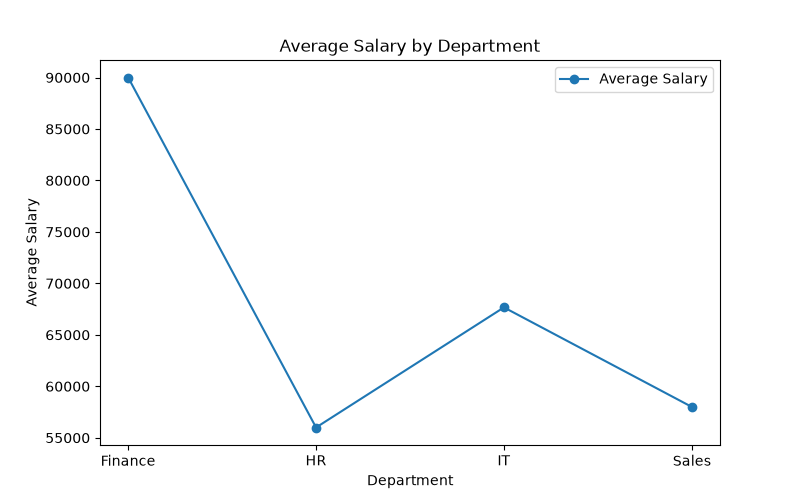 Average Salary by Department
Average Salary
90000
85000
80000
75000
70000
65000
60000
55000
Average Salary
Finance HR IT Sales
Department